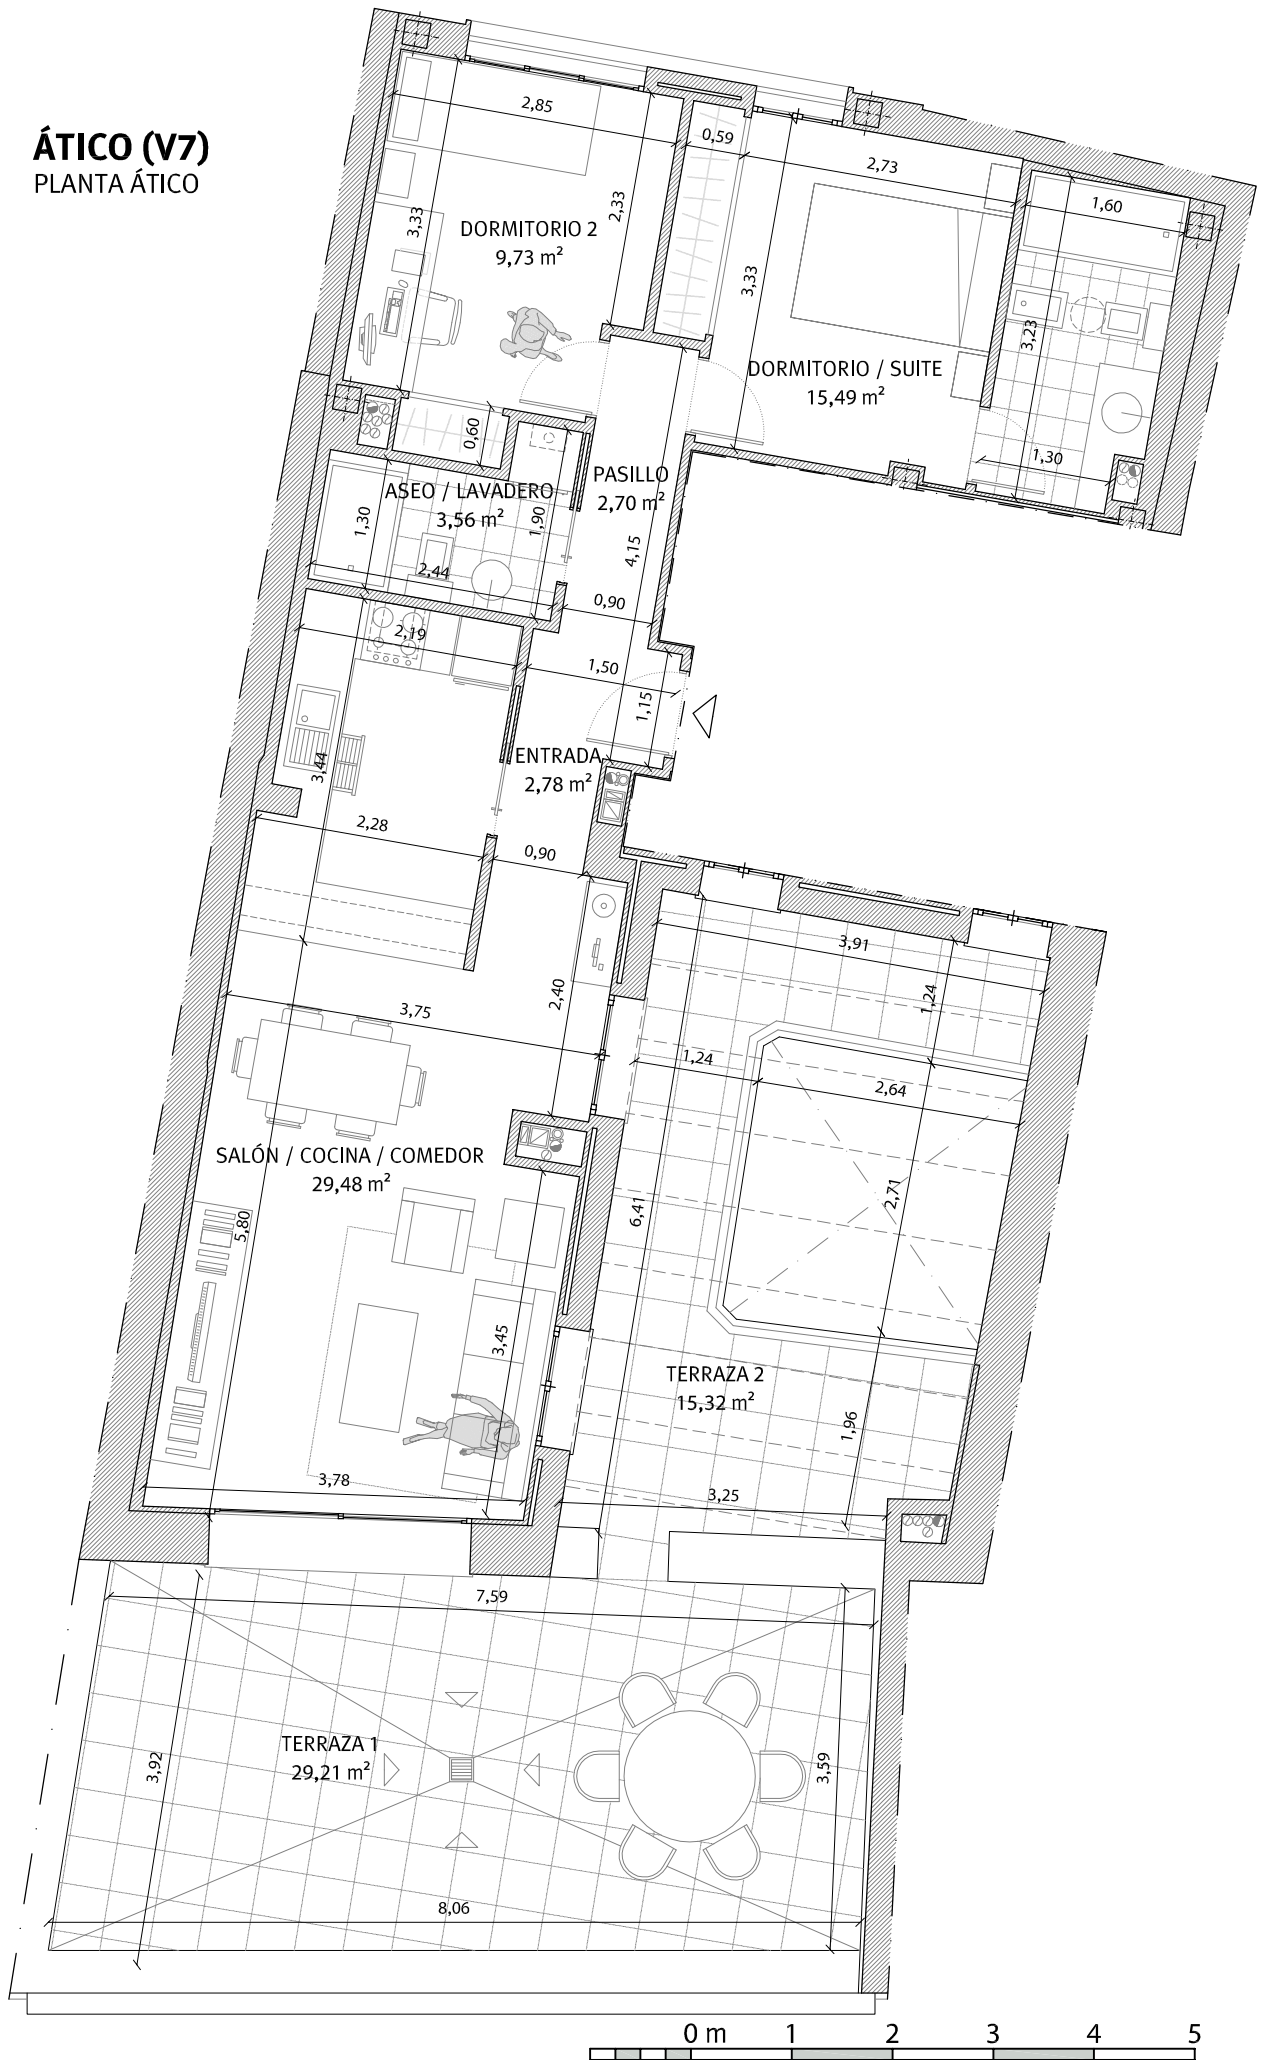 ÁTICO (V7)
PLANTA ÁTICO
2,85
0,59
2,73
1,60
3,33
2,33
DORMITORIO 2
9,73 m²
3,33
3,23
DORMITORIO / SUITE
15,49 m²
0,60
1,30
PASILLO
2,70 m²
ASEO / LAVADERO
3,56 m²
1,30
1,90
2,44
4,15
0,90
2,19
1,50
1,15
3,44
ENTRADA
2,78 m²
2,28
0,90
3,91
1,24
2,40
3,75
1,24
2,64
SALÓN / COCINA / COMEDOR
29,48 m²
5,80
6,41
2,71
3,45
TERRAZA 2
15,32 m²
1,96
3,78
3,25
7,59
TERRAZA 1
29,21 m²
3,92
3,59
8,06
0 m 1 2 3 4 5